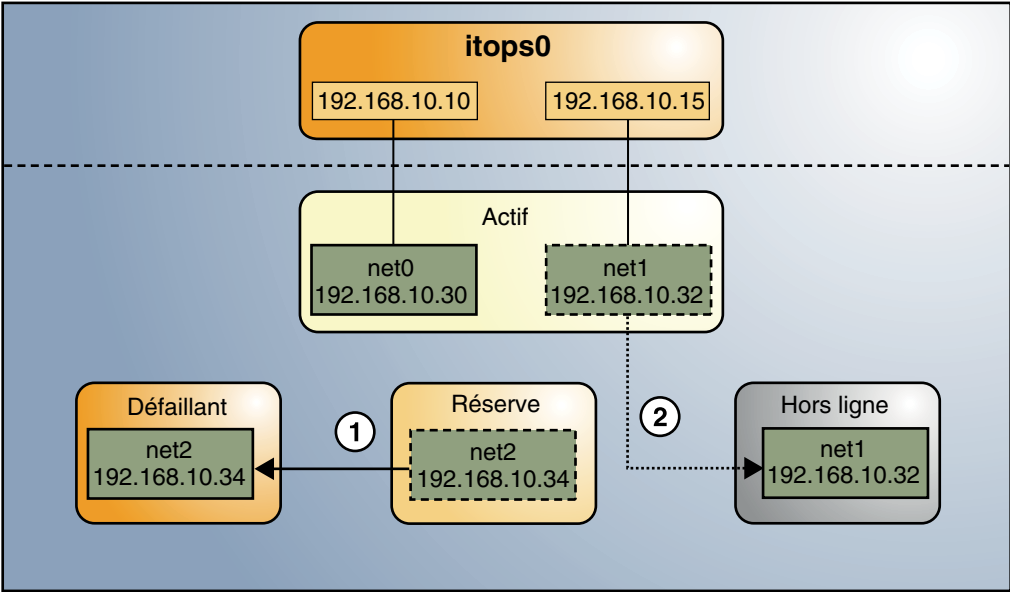 itops0
192.168.10.10
192.168.10.15
Actif
net0
192.168.10.30
net1
192.168.10.32
Défaillant
net2
192.168.10.34
1
Réserve
net2
192.168.10.34
2
Hors ligne
net1
192.168.10.32